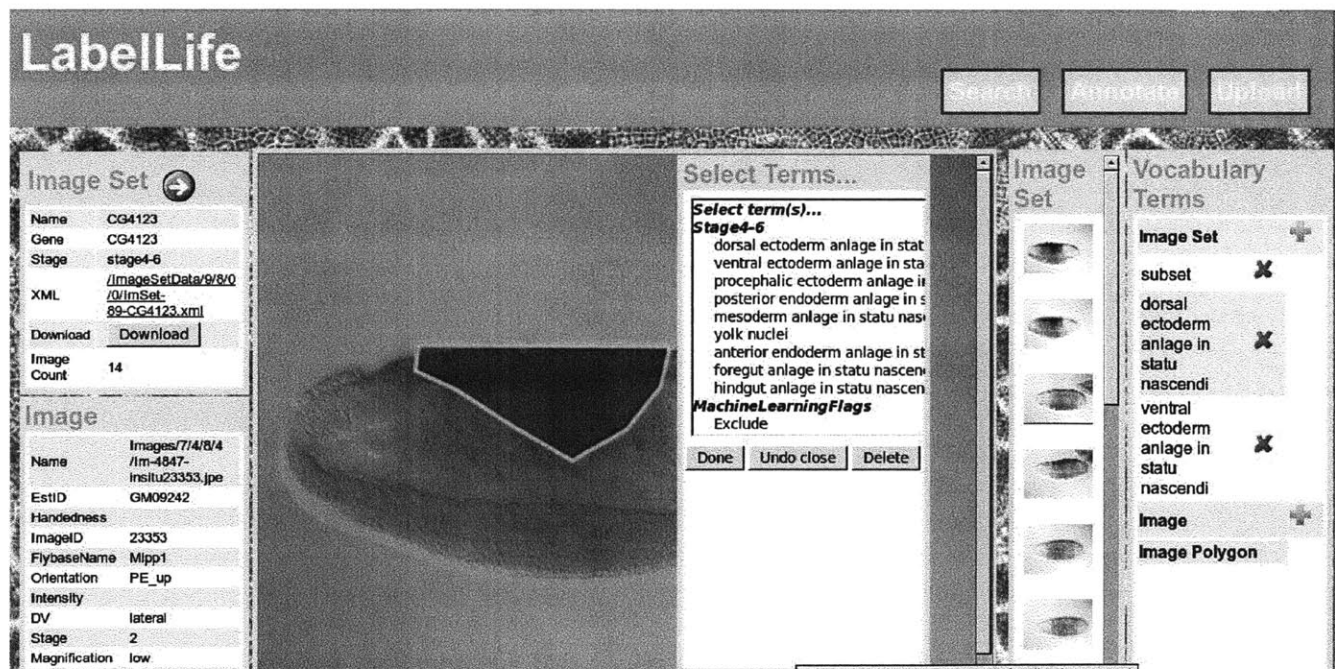 LabelLife
Search Annotate Upload
Image Set
Name CG4123
Gene CG4123
Stage stage4-6
XML /ImageSetData/9/8/0
/0/ImSet-
89-CG4123.xml
Download Download
Image
Count 14
Image
Name Images/7/4/8/4
/Im-4847-
insitu23353.jpe
EstID GM09242
Handedness
ImageID 23353
FlybaseName Mipp1
Orientation PE_up
Intensity
DV lateral
Stage 2
Magnification low
Select Terms...
Select term(s)...
Stage4-6
dorsal ectoderm anlage in stat
ventral ectoderm anlage in sta
procephalic ectoderm anlage in
posterior endoderm anlage in s
mesoderm anlage in statu nas
yolk nuclei
anterior endoderm anlage in st
foregut anlage in statu nascen
hindgut anlage in statu nascen
MachineLearningFlags
Exclude
Done Undo close Delete
Image
Set
Vocabulary
Terms
Image Set
subset
dorsal
ectoderm
anlage in
statu
nascendi
ventral
ectoderm
anlage in
statu
nascendi
Image
Image Polygon